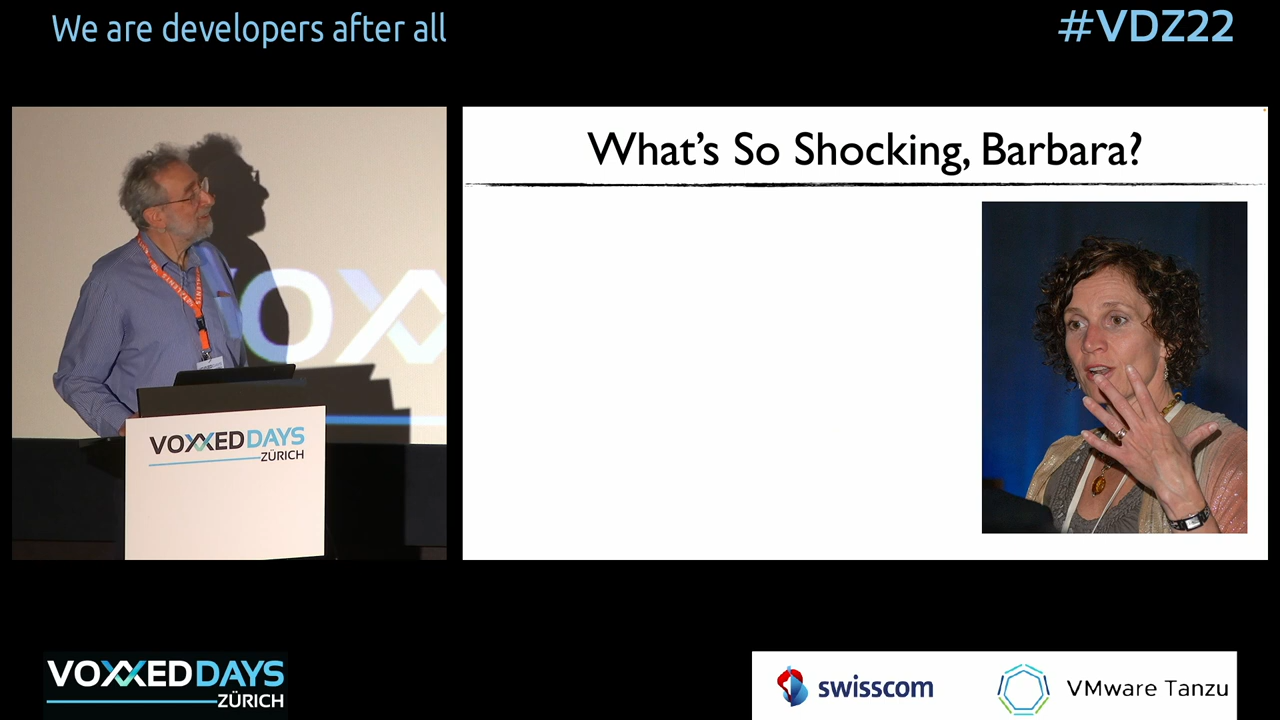 We are developers after all
#VDZ22
What's So Shocking, Barbara?
VOXXED DAYS
ZÜRICH
VOXXED DAYS
ZÜRICH
swisscom
VMware Tanzu